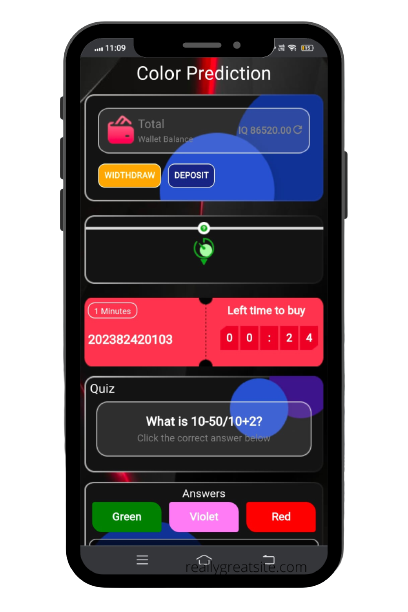 11:09
Color Prediction
Total
Wallet Balance
IQ 86520.00
WIDTHDRAW
DEPOSIT
1 Minutes
Left time to buy
202382420103
0 0 : 2 4
Quiz
What is 10-50/10+2?
Click the correct answer below
Answers
Green
Violet
Red
reallygreatsite.com